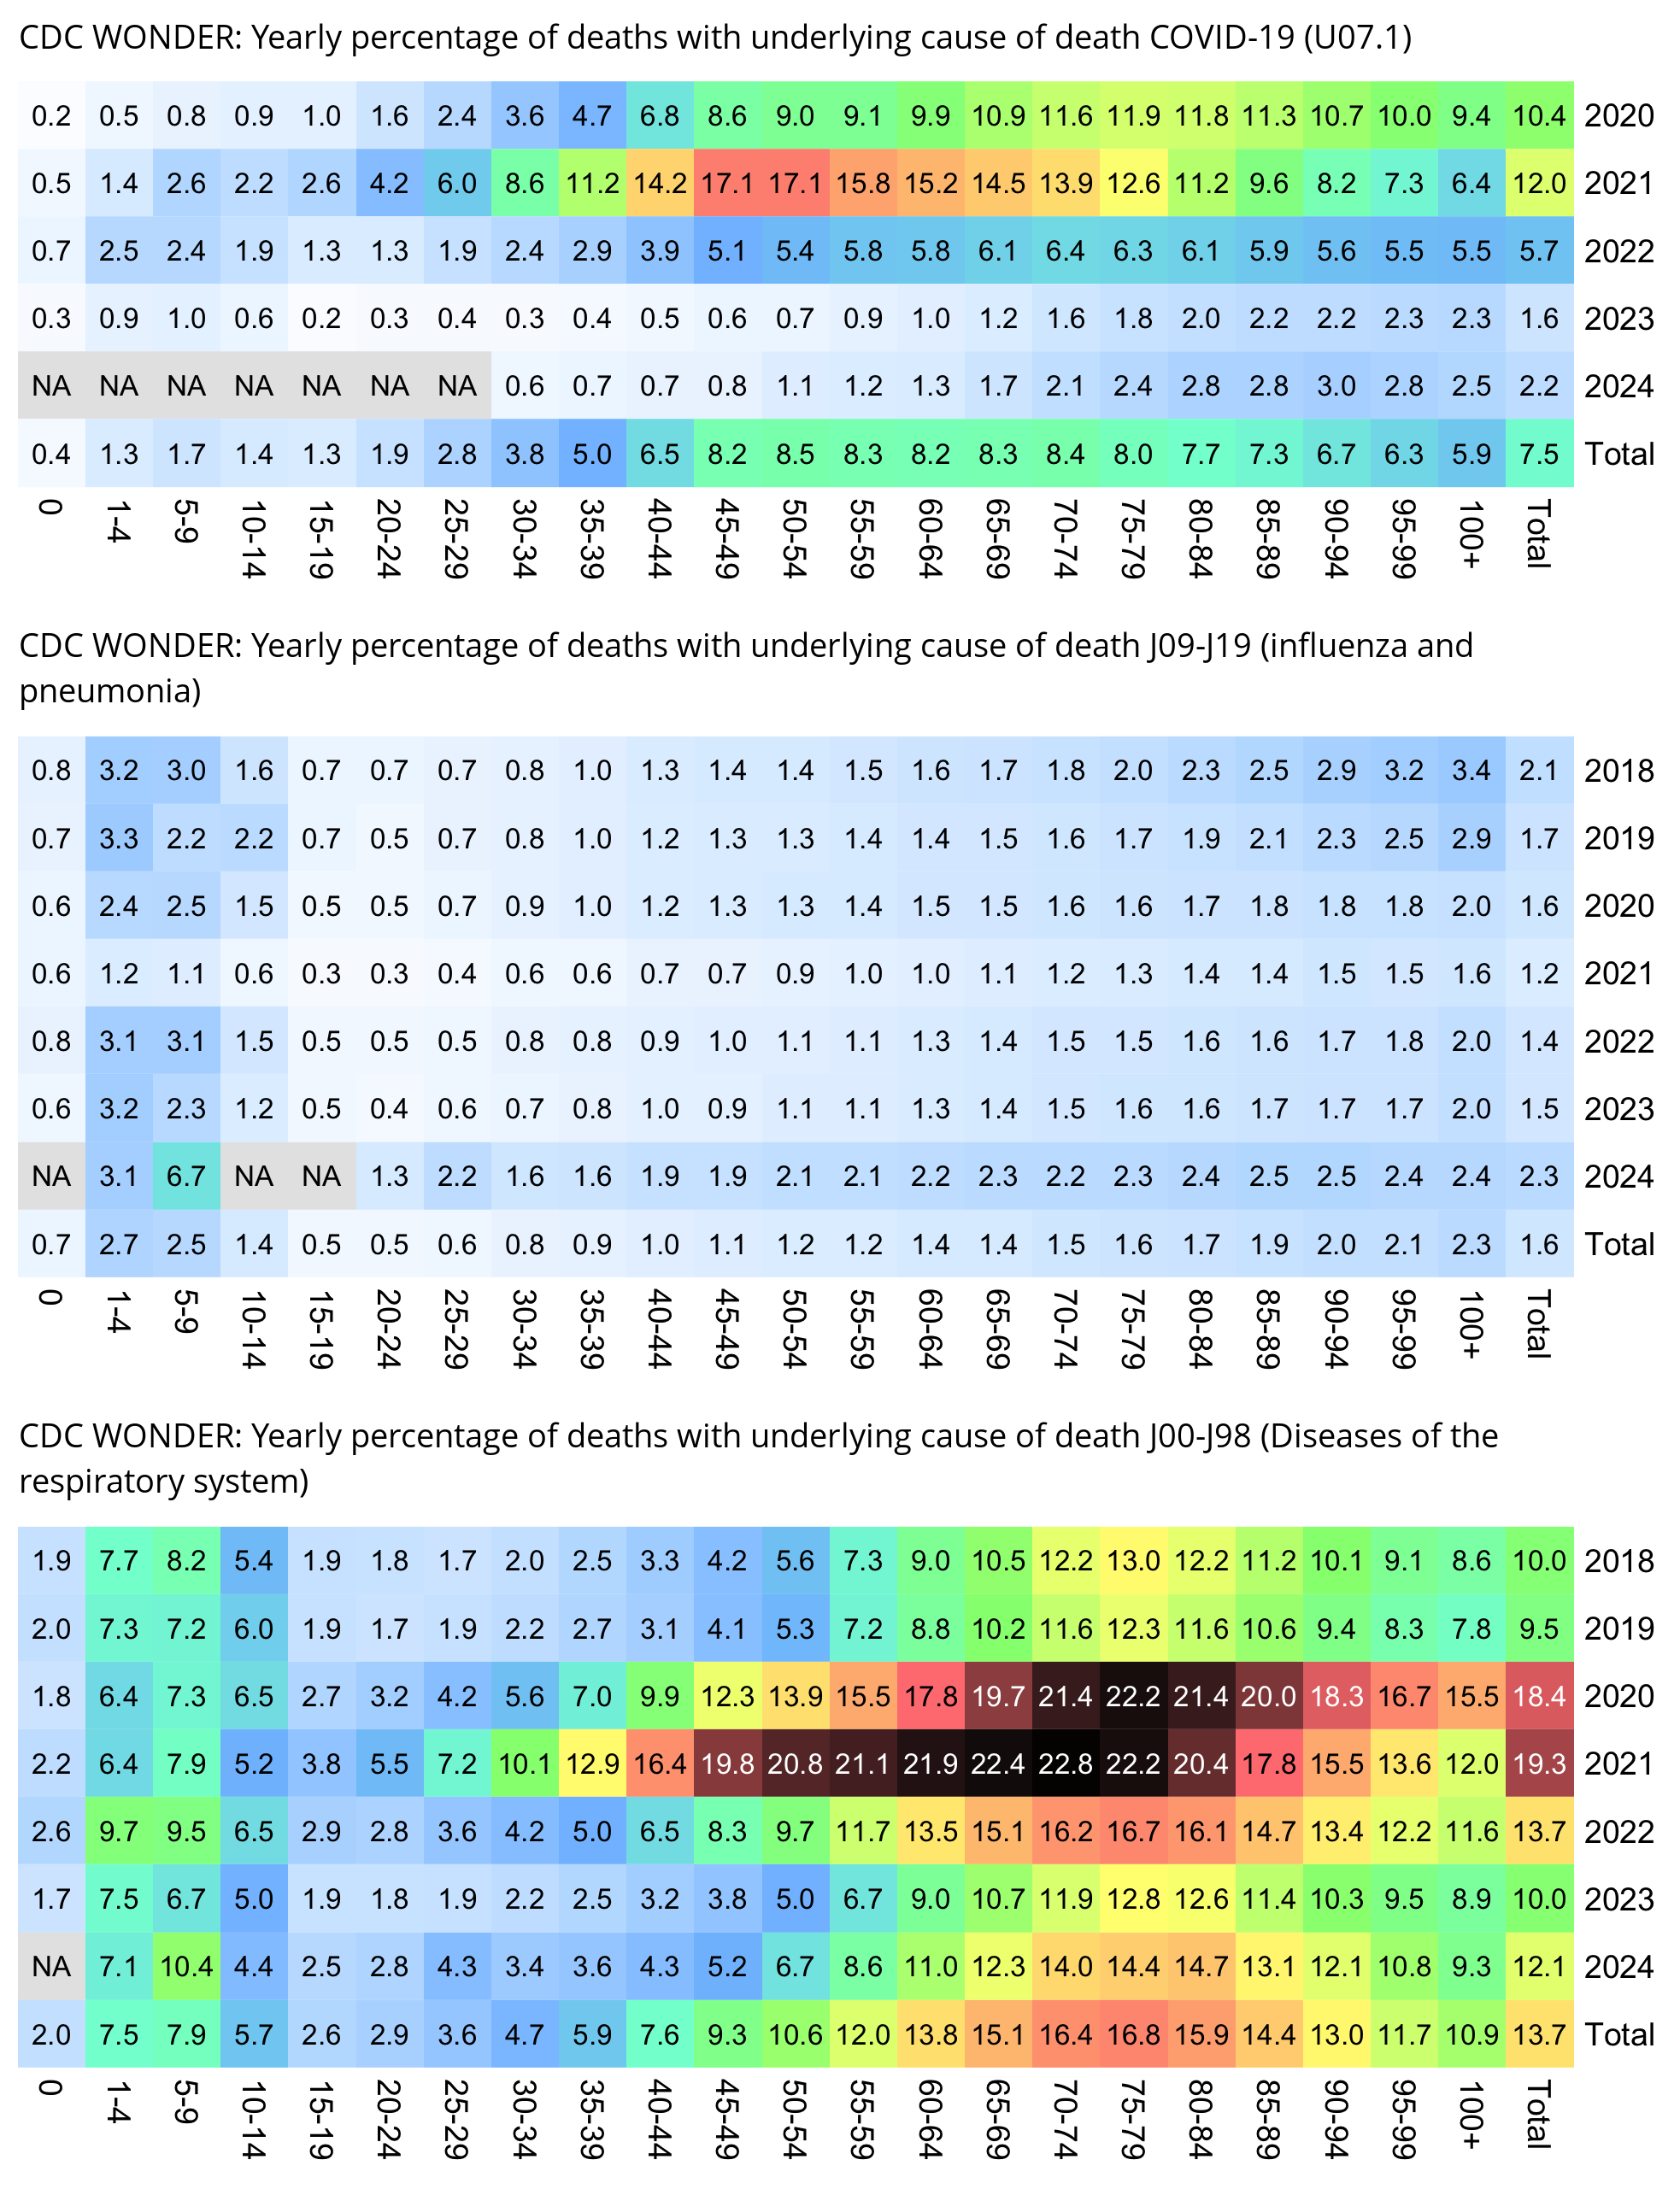 CDC WONDER: Yearly percentage of deaths with underlying cause of death COVID-19 (U07.1)
0.2 0.5 0.8 0.9 1.0 1.6 2.4 3.6 4.7 6.8 8.6 9.0 9.1 9.9 10.9 11.6 11.9 11.8 11.3 10.7 10.0 9.4 10.4 2020
0.5 1.4 2.6 2.2 2.6 4.2 6.0 8.6 11.2 14.2 17.1 17.1 15.8 15.2 14.5 13.9 12.6 11.2 9.6 8.2 7.3 6.4 12.0 2021
0.7 2.5 2.4 1.9 1.3 1.3 1.9 2.4 2.9 3.9 5.1 5.4 5.8 5.8 6.1 6.4 6.3 6.1 5.9 5.6 5.5 5.5 5.7 2022
0.3 0.9 1.0 0.6 0.2 0.3 0.4 0.3 0.4 0.5 0.6 0.7 0.9 1.0 1.2 1.6 1.8 2.0 2.2 2.2 2.3 2.3 1.6 2023
NA NA NA NA NA NA NA 0.6 0.7 0.7 0.8 1.1 1.2 1.3 1.7 2.1 2.4 2.8 2.8 3.0 2.8 2.5 2.2 2024
0.4 1.3 1.7 1.4 1.3 1.9 2.8 3.8 5.0 6.5 8.2 8.5 8.3 8.2 8.3 8.4 8.0 7.7 7.3 6.7 6.3 5.9 7.5 Total
0 1-4 5-9 10-14 15-19 20-24 25-29 30-34 35-39 40-44 45-49 50-54 55-59 60-64 65-69 70-74 75-79 80-84 85-89 90-94 95-99 100+ Total
CDC WONDER: Yearly percentage of deaths with underlying cause of death J09-J19 (influenza and
pneumonia)
0.8 3.2 3.0 1.6 0.7 0.7 0.7 0.8 1.0 1.3 1.4 1.4 1.5 1.6 1.7 1.8 2.0 2.3 2.5 2.9 3.2 3.4 2.1 2018
0.7 3.3 2.2 2.2 0.7 0.5 0.7 0.8 1.0 1.2 1.3 1.3 1.4 1.4 1.5 1.6 1.7 1.9 2.1 2.3 2.5 2.9 1.7 2019
0.6 2.4 2.5 1.5 0.5 0.5 0.7 0.9 1.0 1.2 1.3 1.3 1.4 1.5 1.5 1.6 1.6 1.7 1.8 1.8 1.8 2.0 1.6 2020
0.6 1.2 1.1 0.6 0.3 0.3 0.4 0.6 0.6 0.7 0.7 0.9 1.0 1.0 1.1 1.2 1.3 1.4 1.4 1.5 1.5 1.6 1.2 2021
0.8 3.1 3.1 1.5 0.5 0.5 0.5 0.8 0.8 0.9 1.0 1.1 1.1 1.3 1.4 1.5 1.5 1.6 1.6 1.7 1.8 2.0 1.4 2022
0.6 3.2 2.3 1.2 0.5 0.4 0.6 0.7 0.8 1.0 0.9 1.1 1.1 1.3 1.4 1.5 1.6 1.6 1.7 1.7 1.7 2.0 1.5 2023
NA 3.1 6.7 NA NA 1.3 2.2 1.6 1.6 1.9 1.9 2.1 2.1 2.2 2.3 2.2 2.3 2.4 2.5 2.5 2.4 2.4 2.3 2024
0.7 2.7 2.5 1.4 0.5 0.5 0.6 0.8 0.9 1.0 1.1 1.2 1.2 1.4 1.4 1.5 1.6 1.7 1.9 2.0 2.1 2.3 1.6 Total
0 1-4 5-9 10-14 15-19 20-24 25-29 30-34 35-39 40-44 45-49 50-54 55-59 60-64 65-69 70-74 75-79 80-84 85-89 90-94 95-99 100+ Total
CDC WONDER: Yearly percentage of deaths with underlying cause of death J00-J98 (Diseases of the
respiratory system)
1.9 7.7 8.2 5.4 1.9 1.8 1.7 2.0 2.5 3.3 4.2 5.6 7.3 9.0 10.5 12.2 13.0 12.2 11.2 10.1 9.1 8.6 10.0 2018
2.0 7.3 7.2 6.0 1.9 1.7 1.9 2.2 2.7 3.1 4.1 5.3 7.2 8.8 10.2 11.6 12.3 11.6 10.6 9.4 8.3 7.8 9.5 2019
1.8 6.4 7.3 6.5 2.7 3.2 4.2 5.6 7.0 9.9 12.3 13.9 15.5 17.8 19.7 21.4 22.2 21.4 20.0 18.3 16.7 15.5 18.4 2020
2.2 6.4 7.9 5.2 3.8 5.5 7.2 10.1 12.9 16.4 19.8 20.8 21.1 21.9 22.4 22.8 22.2 20.4 17.8 15.5 13.6 12.0 19.3 2021
2.6 9.7 9.5 6.5 2.9 2.8 3.6 4.2 5.0 6.5 8.3 9.7 11.7 13.5 15.1 16.2 16.7 16.1 14.7 13.4 12.2 11.6 13.7 2022
1.7 7.5 6.7 5.0 1.9 1.8 1.9 2.2 2.5 3.2 3.8 5.0 6.7 9.0 10.7 11.9 12.8 12.6 11.4 10.3 9.5 8.9 10.0 2023
NA 7.1 10.4 4.4 2.5 2.8 4.3 3.4 3.6 4.3 5.2 6.7 8.6 11.0 12.3 14.0 14.4 14.7 13.1 12.1 10.8 9.3 12.1 2024
2.0 7.5 7.9 5.7 2.6 2.9 3.6 4.7 5.9 7.6 9.3 10.6 12.0 13.8 15.1 16.4 16.8 15.9 14.4 13.0 11.7 10.9 13.7 Total
0 1-4 5-9 10-14 15-19 20-24 25-29 30-34 35-39 40-44 45-49 50-54 55-59 60-64 65-69 70-74 75-79 80-84 85-89 90-94 95-99 100+ Total